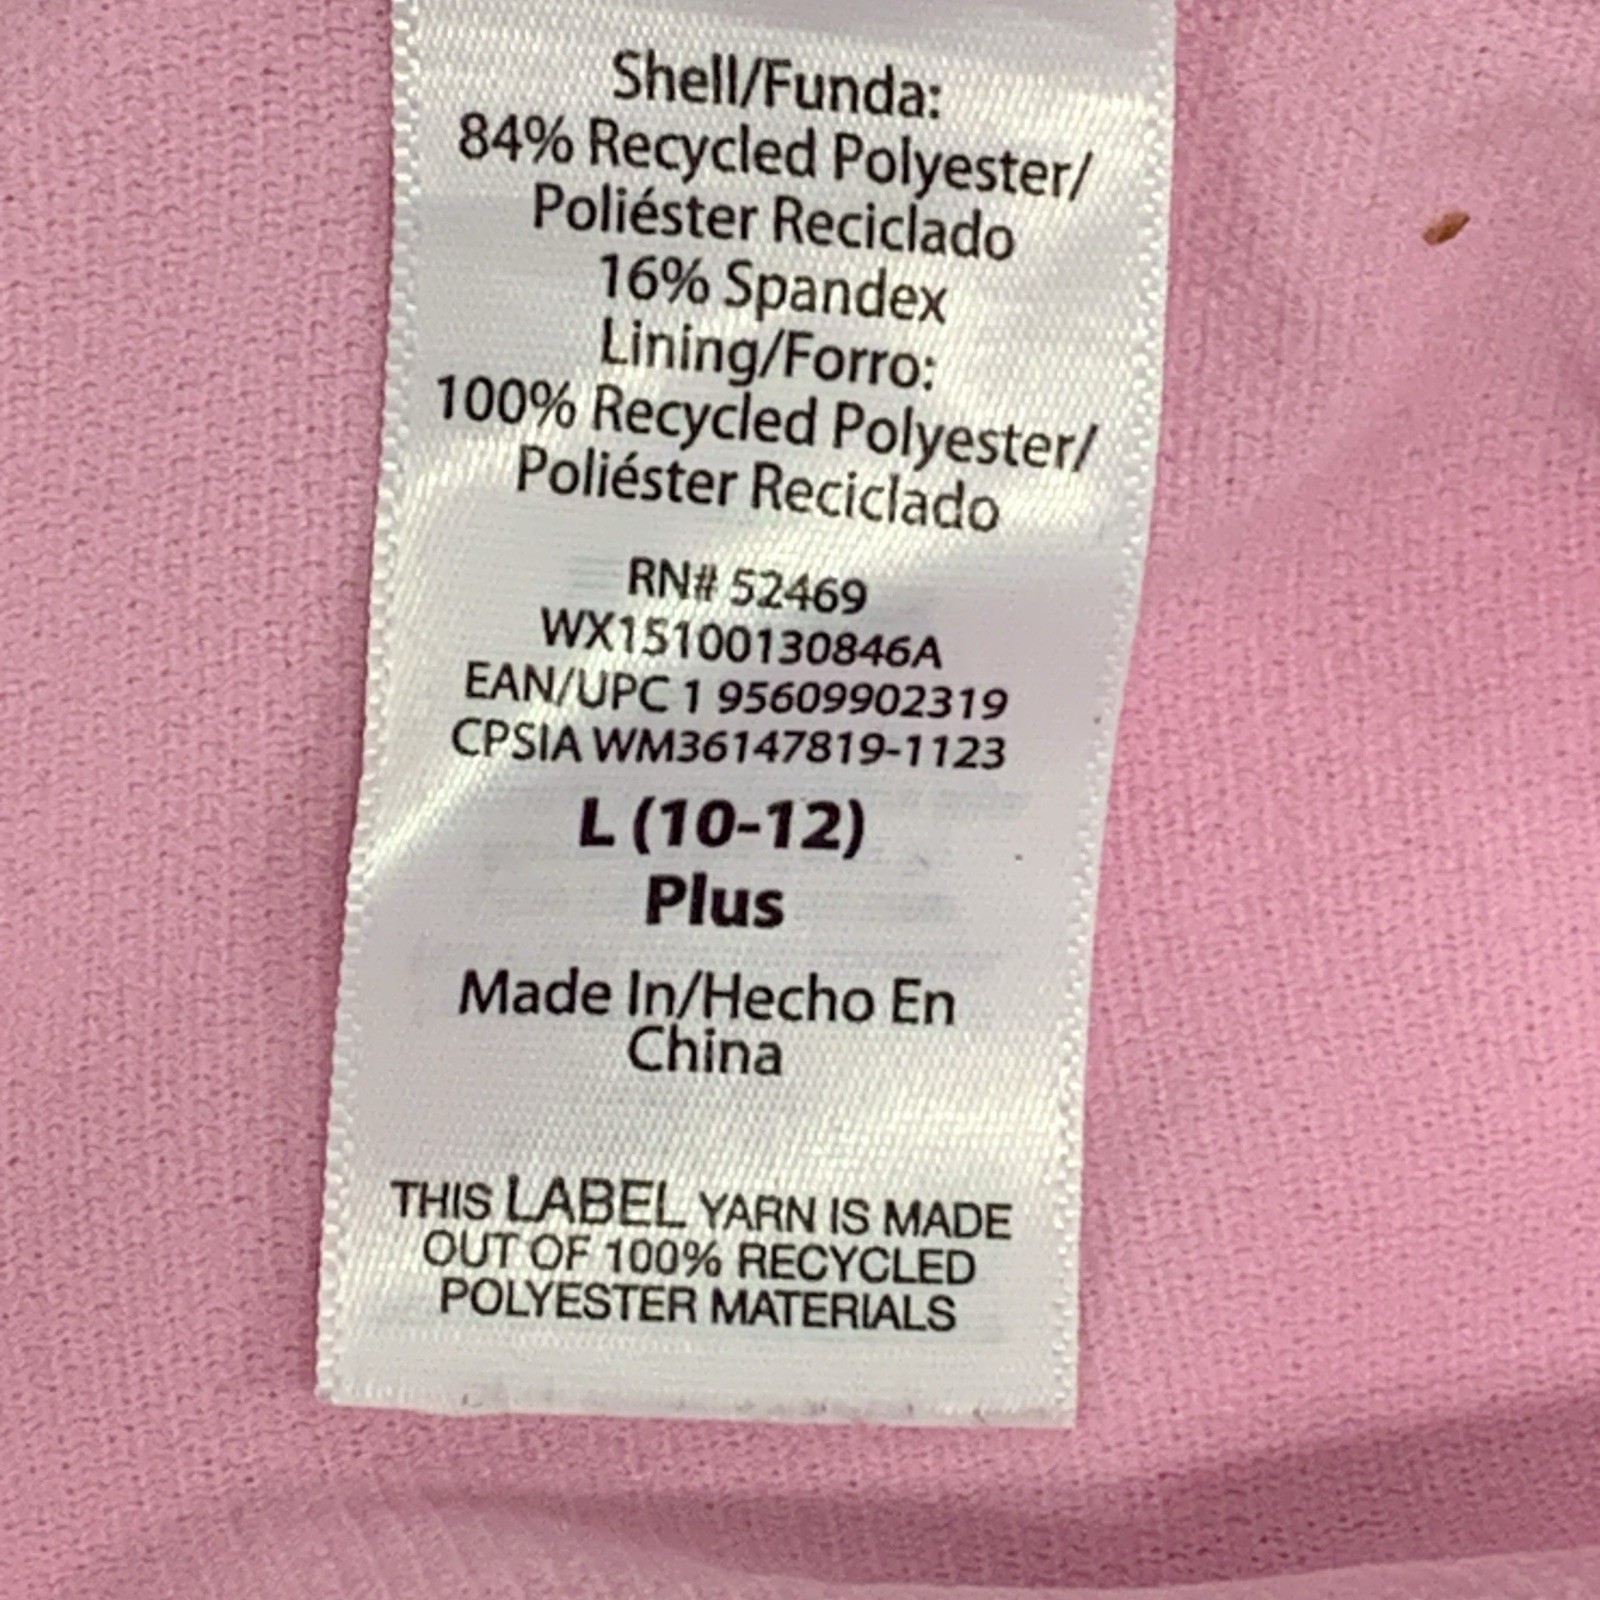 Shell/Funda:
84% Recycled Polyester/
Poliéster Reciclado
16% Spandex
Lining/Forro:
100% Recycled Polyester/
Poliéster Reciclado
RN# 52469
WX15100130846A
EAN/UPC 1 95609902319
CPSIA WM36147819-1123
L (10-12)
Plus
Made In/Hecho En
China
THIS LABEL YARN IS MADE
OUT OF 100% RECYCLED
POLYESTER MATERIALS